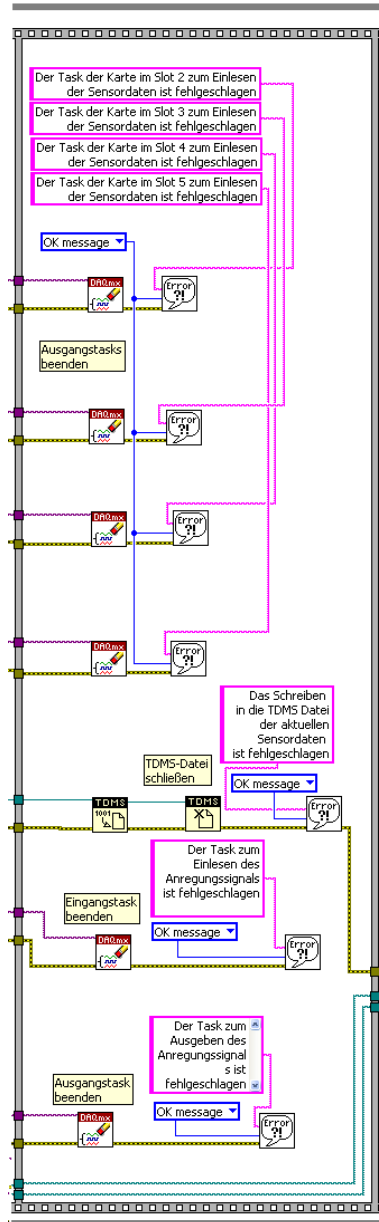 Der Task der Karte im Slot 2 zum Einlesen
der Sensordaten ist fehlgeschlagen
Der Task der Karte im Slot 3 zum Einlesen
der Sensordaten ist fehlgeschlagen
Der Task der Karte im Slot 4 zum Einlesen
der Sensordaten ist fehlgeschlagen
Der Task der Karte im Slot 5 zum Einlesen
der Sensordaten ist fehlgeschlagen
OK message
DAQmx
Error
?!
Ausgangstasks
beenden
DAQmx
Error
?!
DAQmx
Error
?!
DAQmx
Error
?!
Das Schreiben
in die TDMS Datei
der aktuellen
Sensordaten
ist fehlgeschlagen
TDMS-Datei
schließen
OK message
TDMS
1001
TDMS
Error
?!
Der Task zum
Einlesen des
Anregungssignals
ist fehlgeschlagen
Eingangstask
beenden
OK message
DAQmx
Error
?!
Der Task zum
Ausgeben des
Anregungssignal
s ist
fehlgeschlagen
Ausgangstask
beenden
OK message
DAQmx
Error
?!